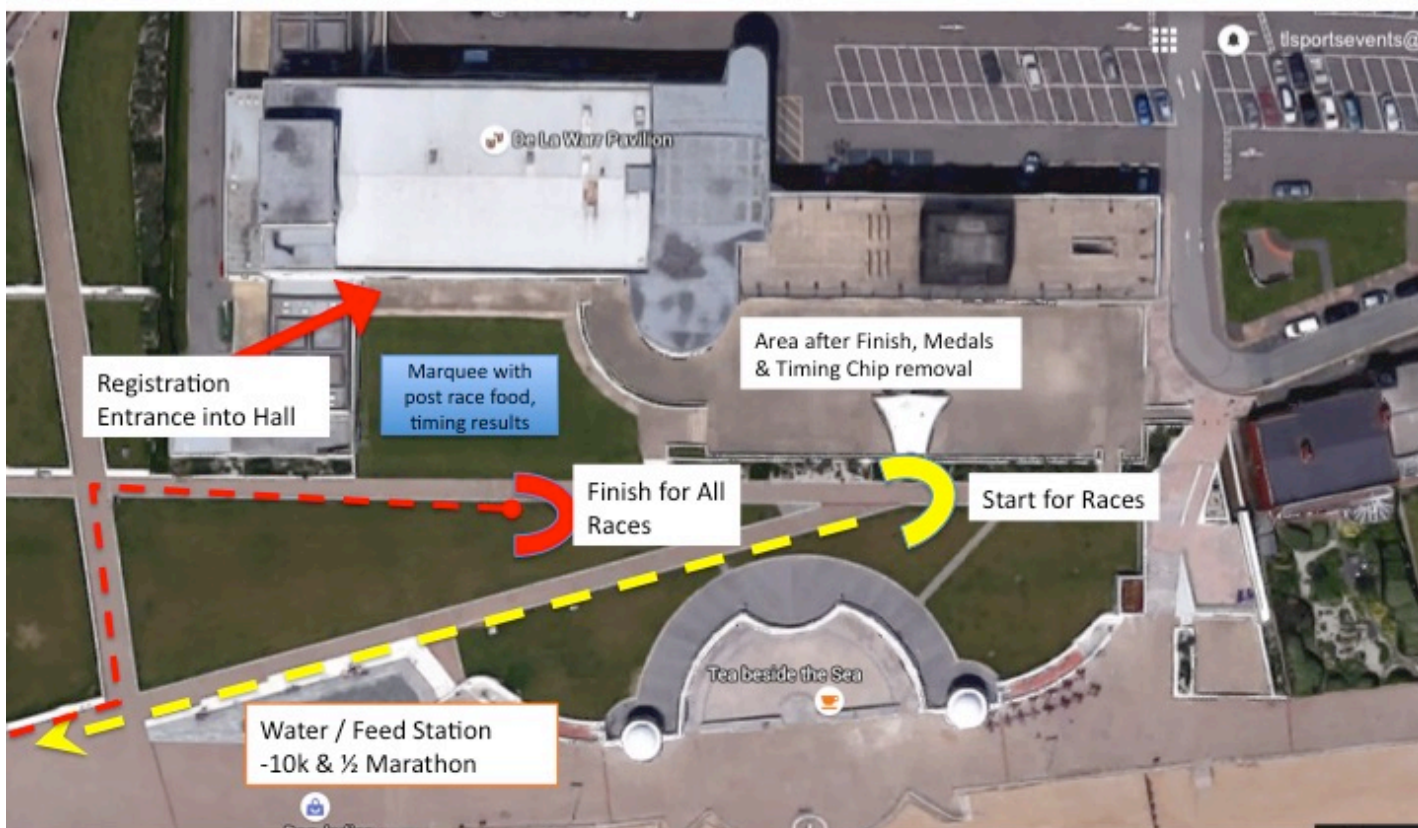 tlsportsevents@
De La Warr Pavilion
Area after Finish, Medals
& Timing Chip removal
Registration
Entrance into Hall
Marquee with
post race food,
timing results
Finish for All
Races
Start for Races
Tea beside the Sea
Water / Feed Station
-10k & ½ Marathon